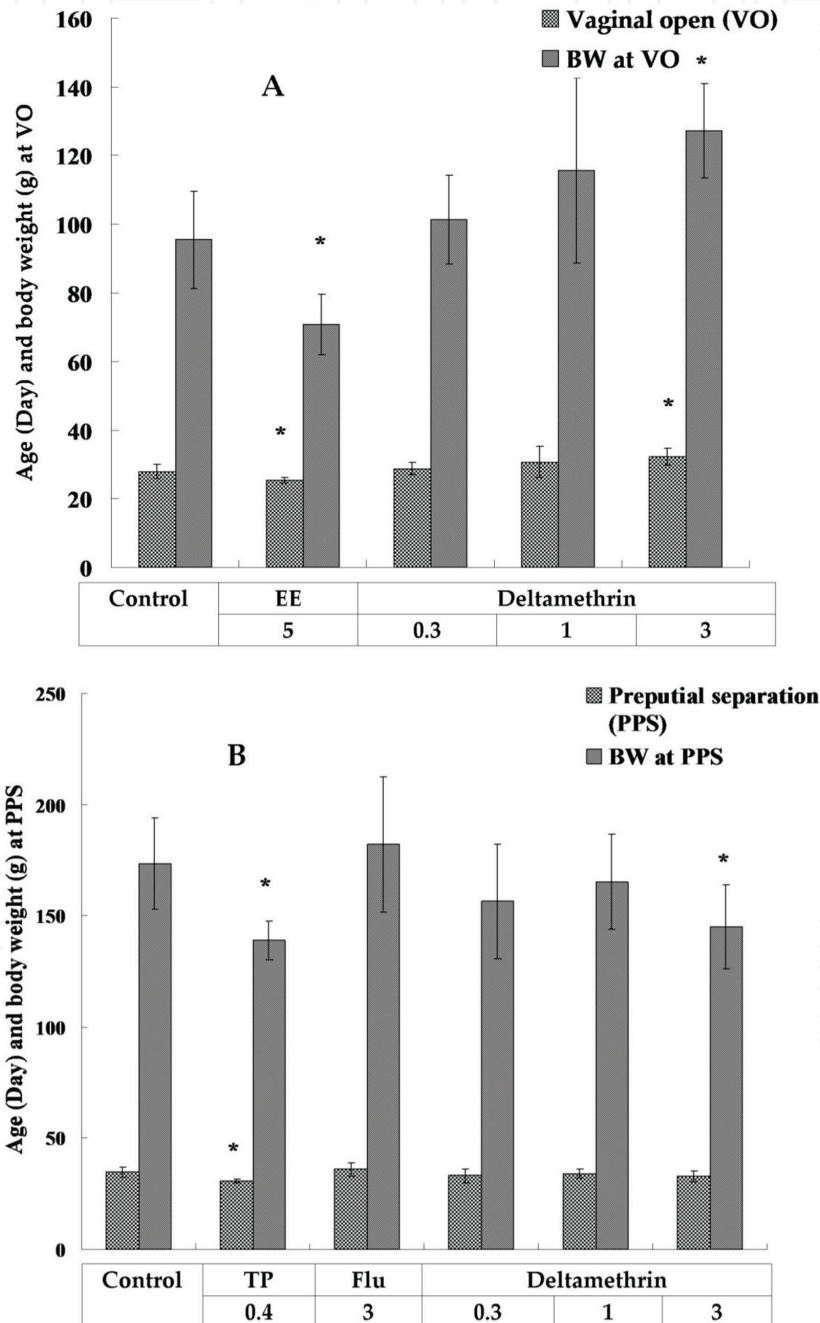 160
140
120
100
80
60
40
20
0
Age (Day) and body weight (g) at VO
A
Vaginal open (VO)
BW at VO
*
*
*
*
Control EE Deltamethrin
5 0.3 1 3
250
200
150
100
50
0
Age (Day) and body weight (g) at PPS
B
Preputial separation
(PPS)
BW at PPS
*
*
*
Control TP Flu Deltamethrin
0.4 3 0.3 1 3